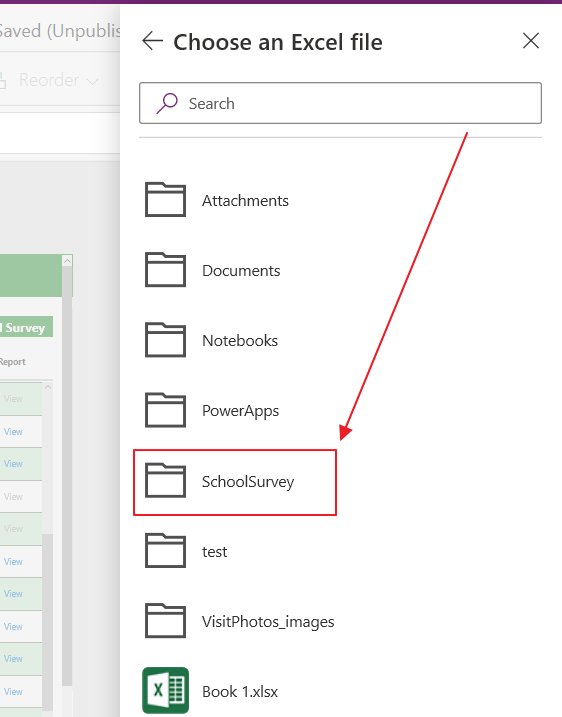 Saved (Unpublis
Choose an Excel file
Reorder
Search
Attachments
Documents
Notebooks
l Survey
Report
View
PowerApps
View
View
SchoolSurvey
View
View
test
View
View
VisitPhotos_images
View
View
View
Book 1.xlsx